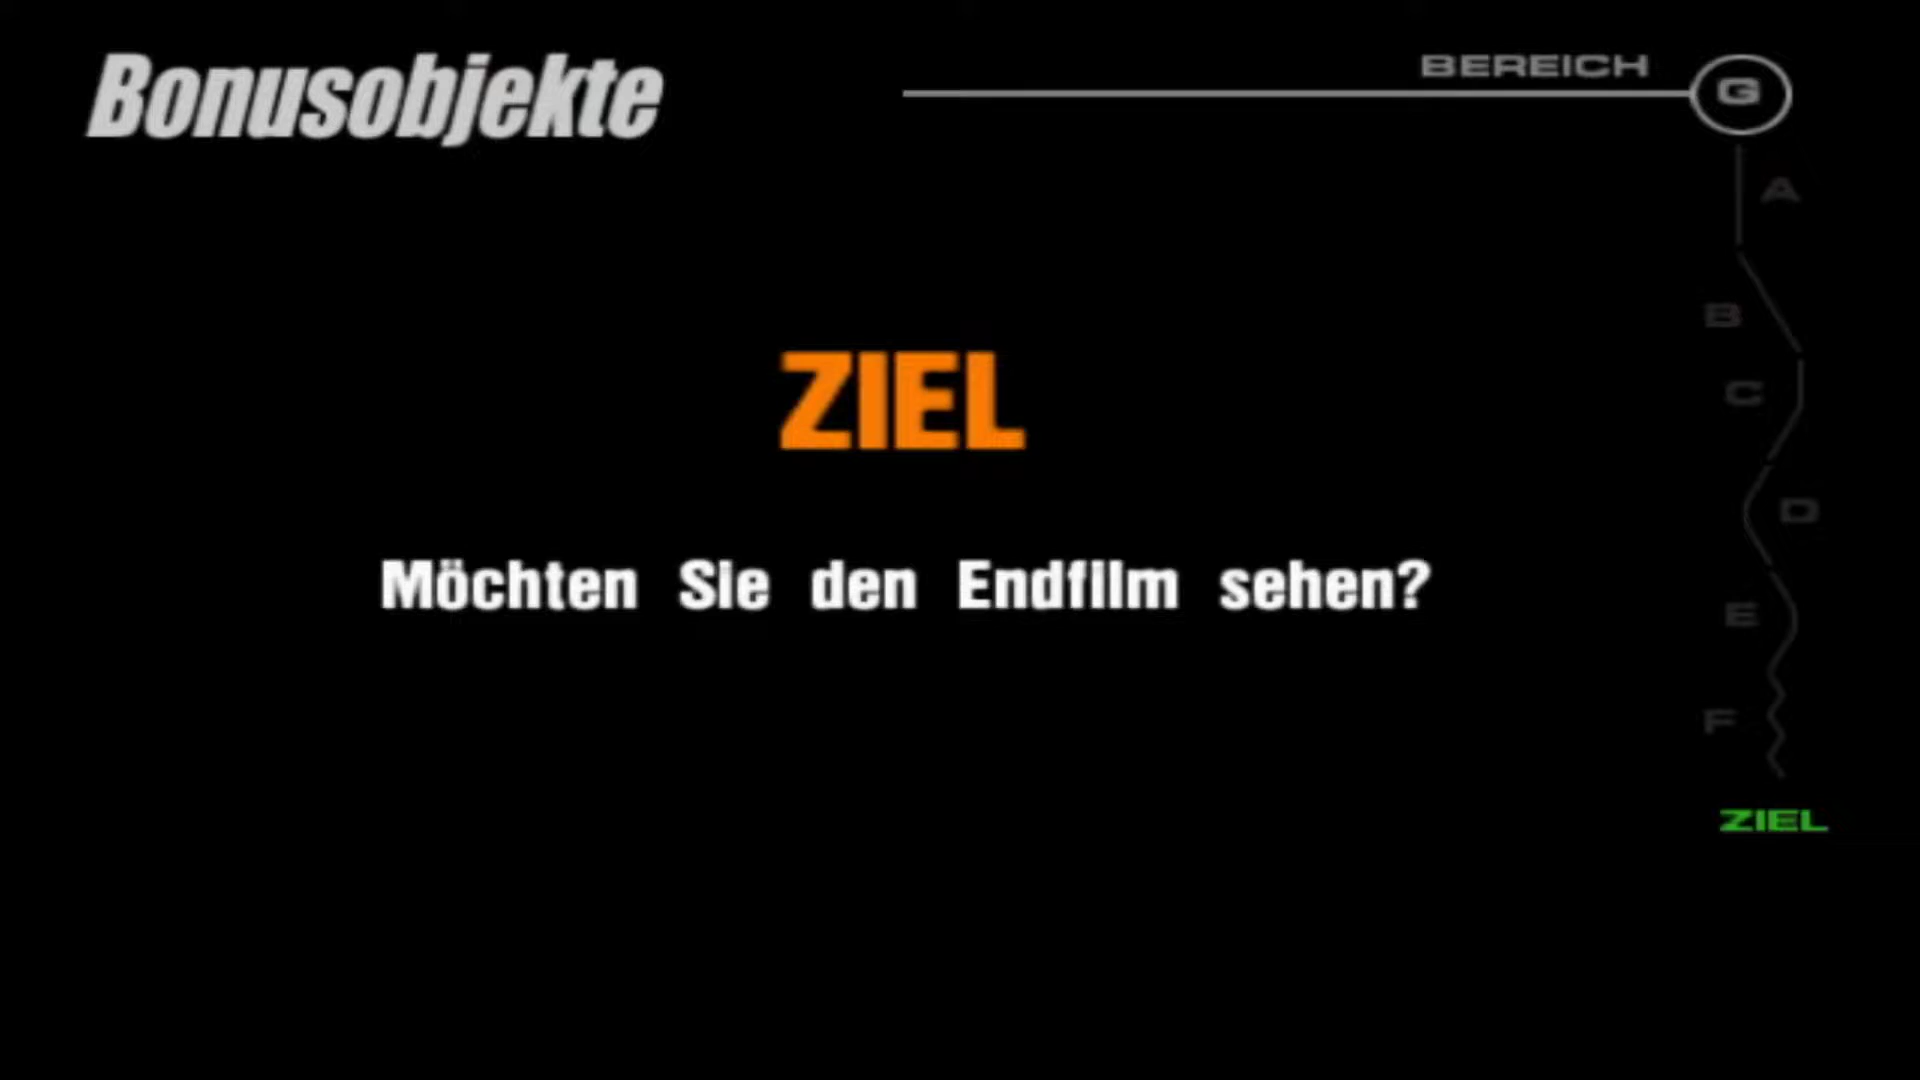 Bonusobjekte
BEREICH
G
A
B
C
D
E
F
ZIEL
ZIEL
Möchten Sie den Endfilm sehen?